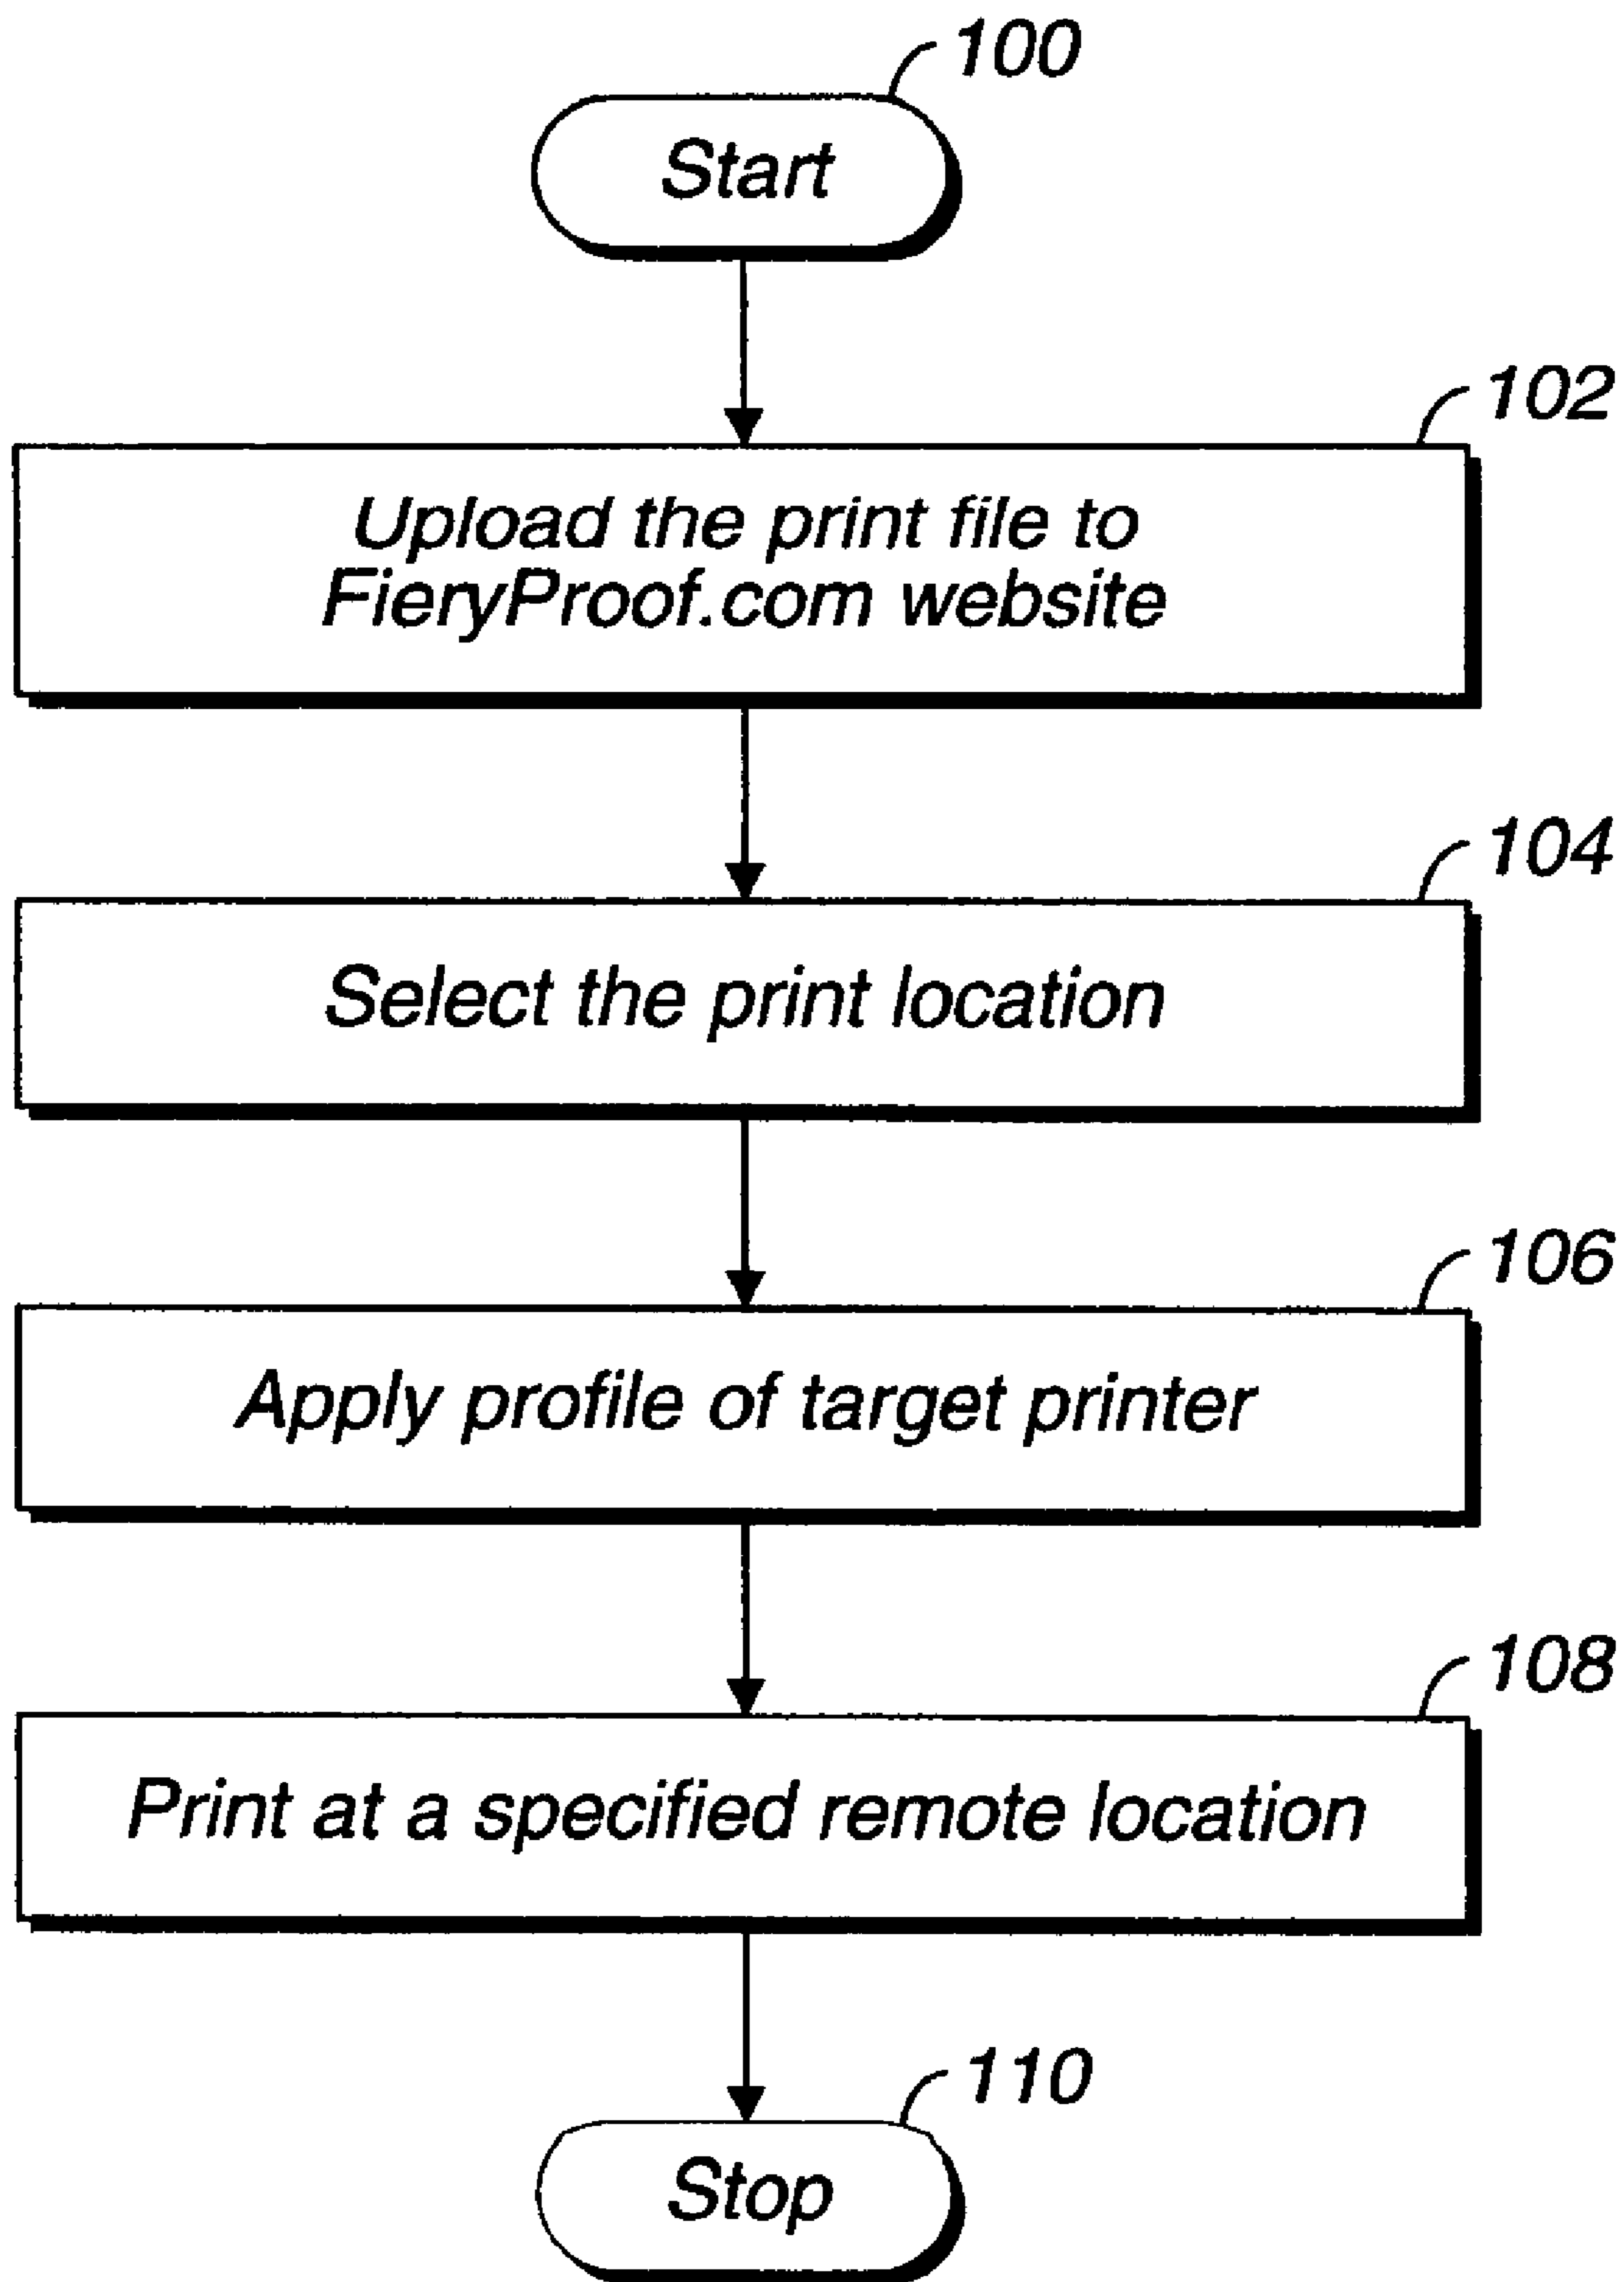 100
Start
102
Upload the print file to
FieryProof.com website
104
Select the print location
106
Apply profile of target printer
108
Print at a specified remote location
110
Stop